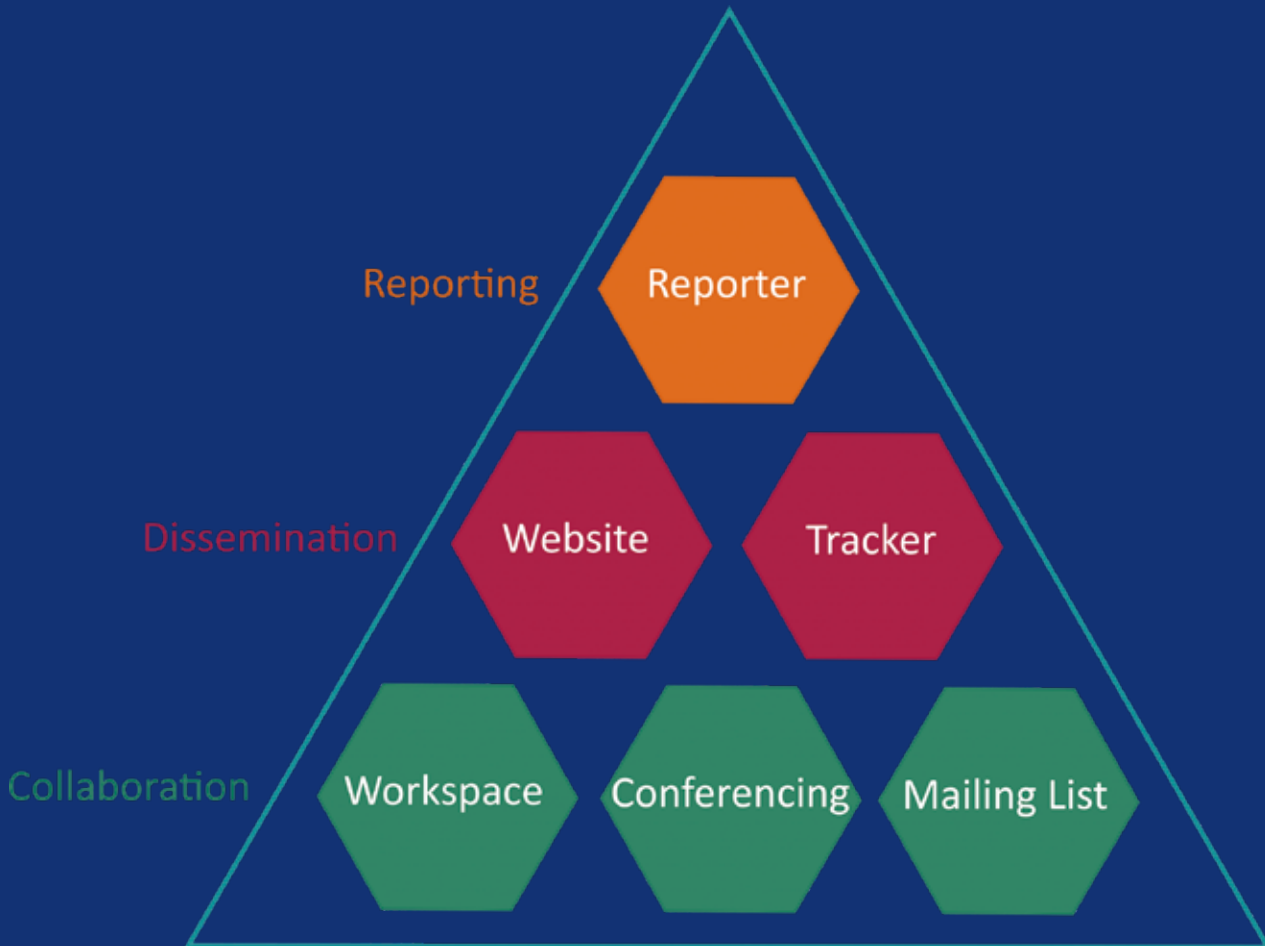 Reporting
Reporter
Dissemination
Website
Tracker
Collaboration
Workspace
Conferencing
Mailing List